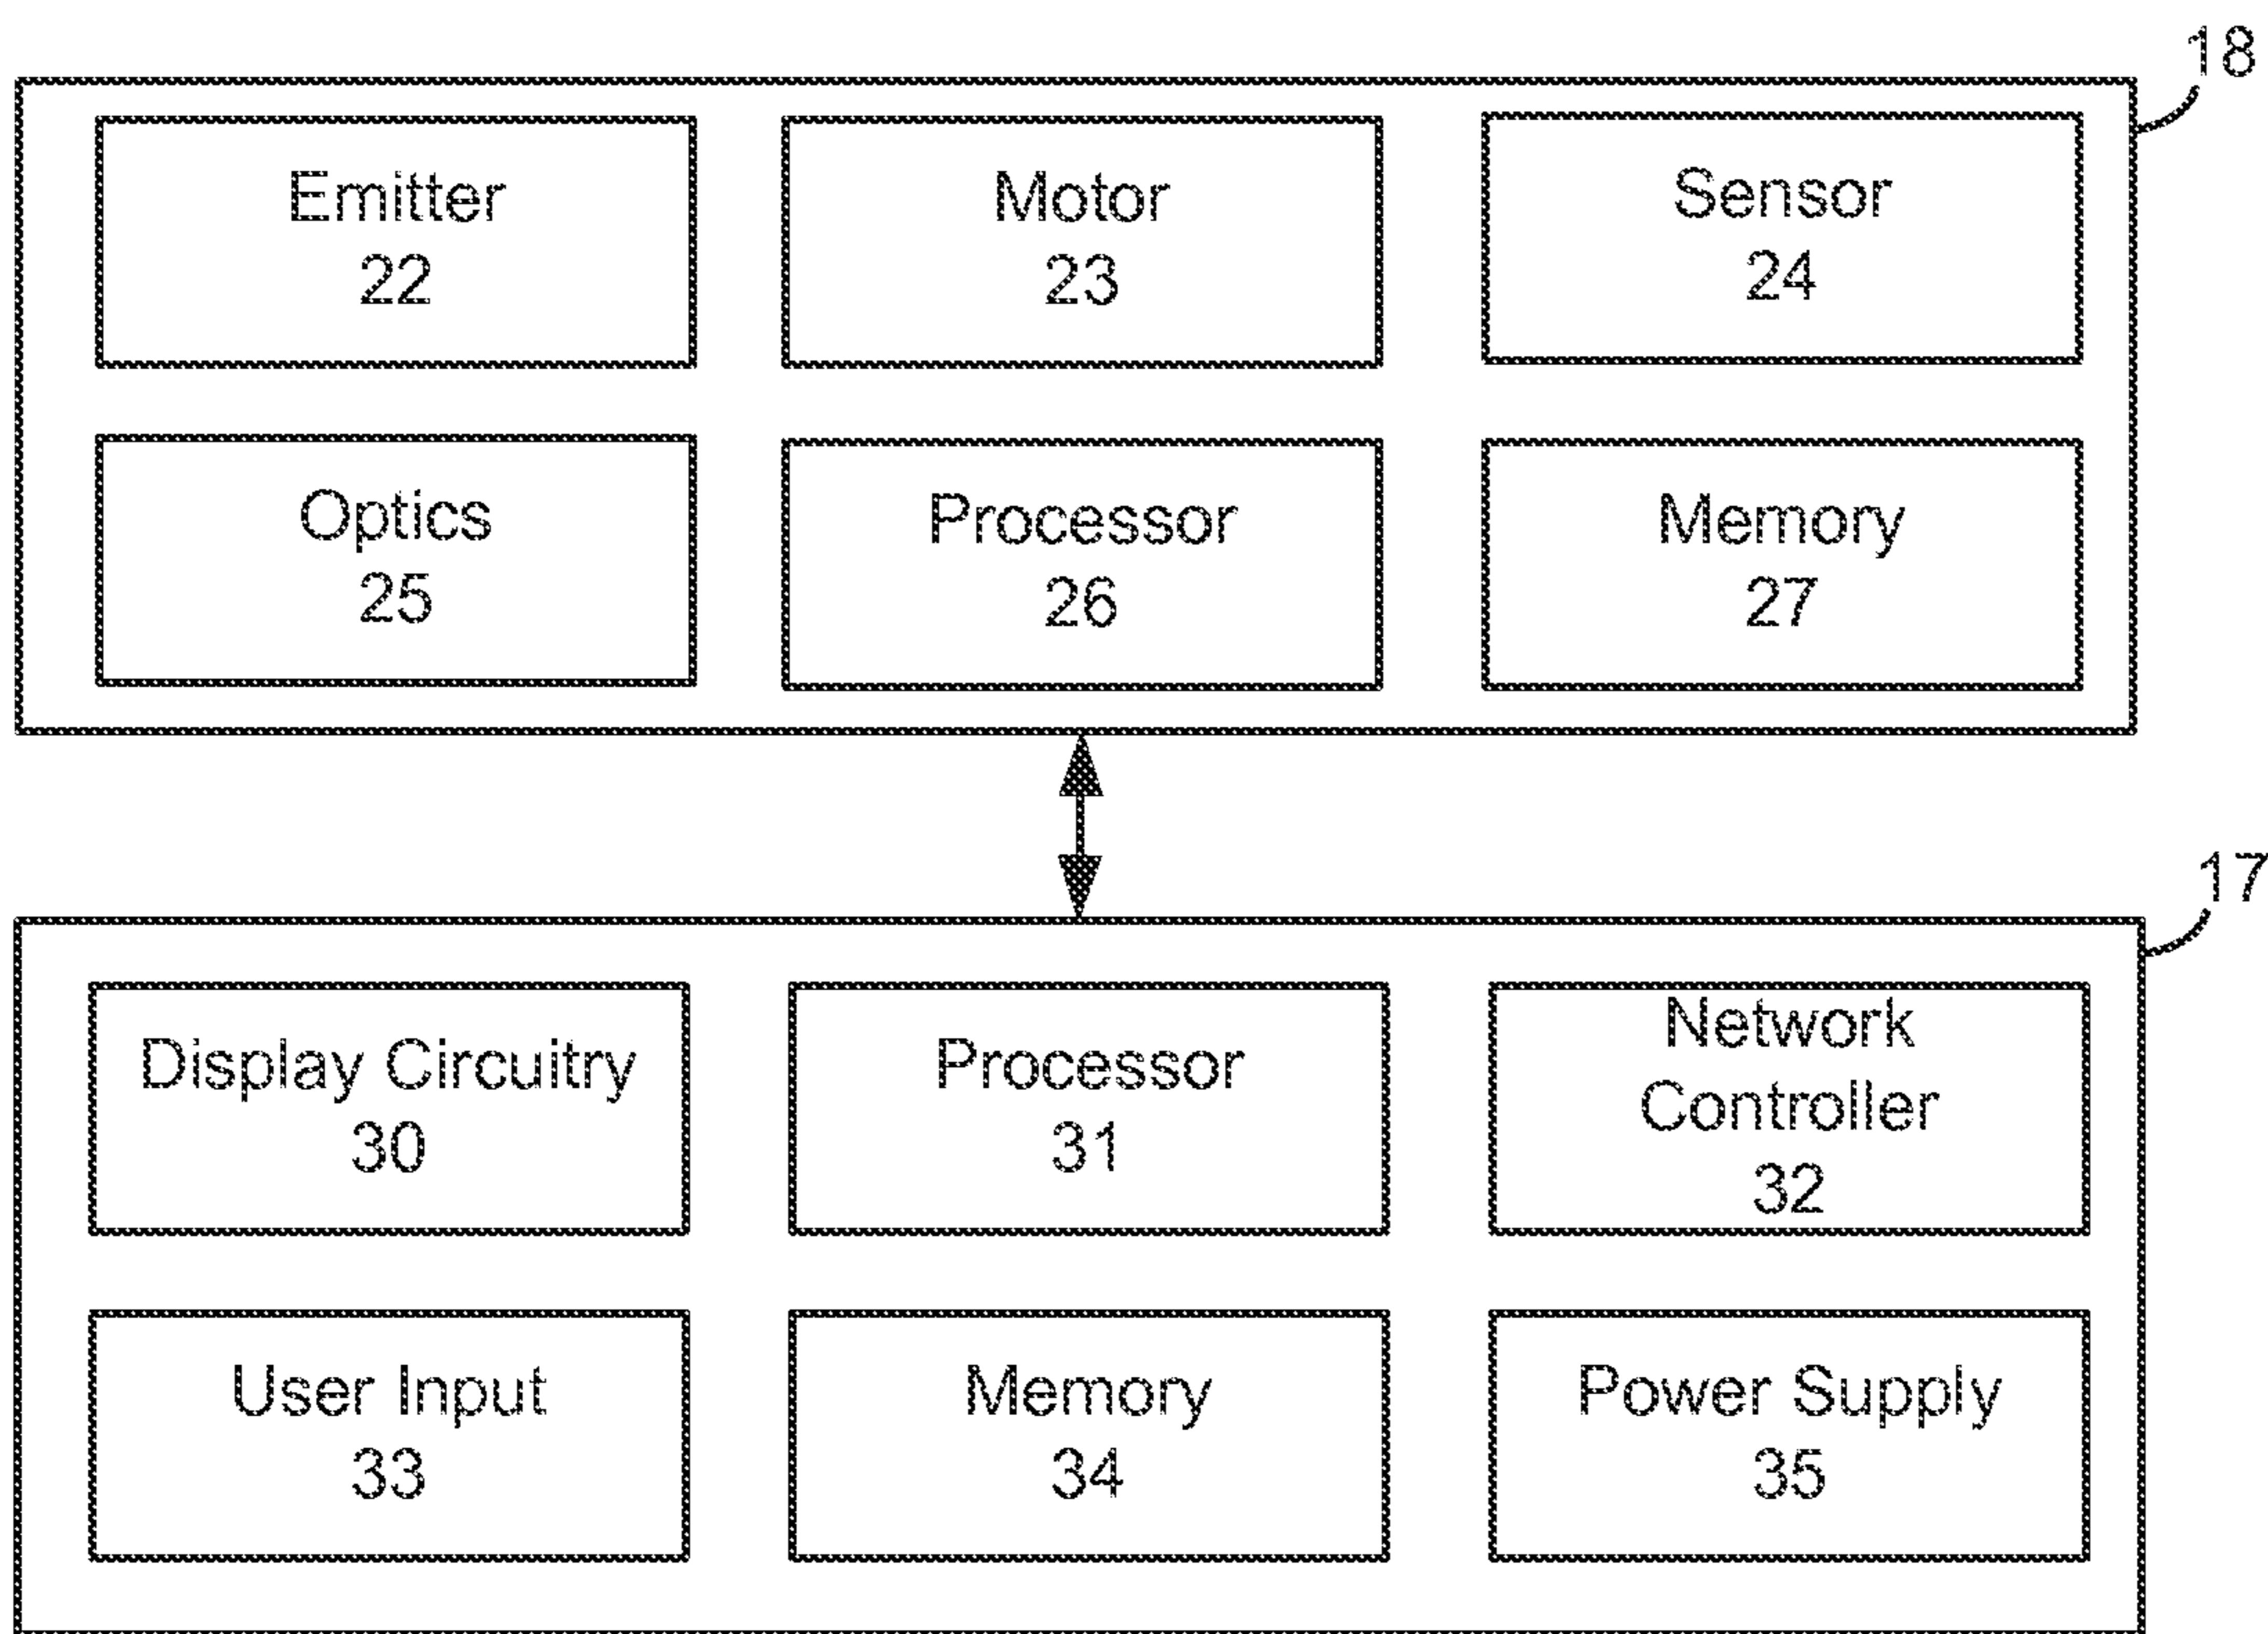 18
Emitter
22
Motor
23
Sensor
24
Optics
25
Processor
26
Memory
27
17
Display Circuitry
30
Processor
31
Network
Controller
32
User Input
33
Memory
34
Power Supply
35